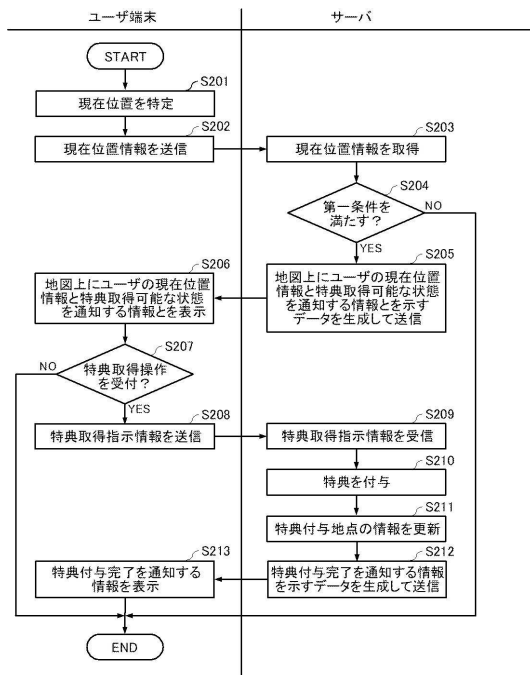 ユーザ端末
サーバ
START
S201
現在位置を特定
S202
現在位置情報を送信
S203
現在位置情報を取得
S204
第一条件を
満たす?
NO
YES
S205
地図上にユーザの現在位置
情報と特典取得可能な状態
を通知する情報とを示す
データを生成して送信
S206
地図上にユーザの現在位置
情報と特典取得可能な状態
を通知する情報とを表示
S207
特典取得操作
を受付?
NO
YES
S208
特典取得指示情報を送信
S209
特典取得指示情報を受信
S210
特典を付与
S211
特典付与地点の情報を更新
S212
特典付与完了を通知する情報
を示すデータを生成して送信
S213
特典付与完了を通知する
情報を表示
END